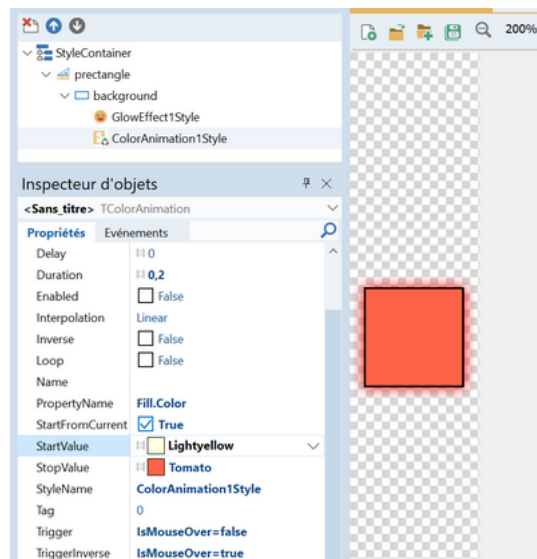 200%
StyleContainer
prectangle
background
GlowEffect1Style
ColorAnimation1Style
Inspecteur d'objets
<Sans_titre> TColorAnimation
Propriétés Evénements
Delay 0
Duration 0,2
Enabled False
Interpolation Linear
Inverse False
Loop False
Name
PropertyName Fill.Color
StartFromCurrent True
StartValue Lightyellow
StopValue Tomato
StyleName ColorAnimation1Style
Tag 0
Trigger IsMouseOver=false
TriggerInverse IsMouseOver=true